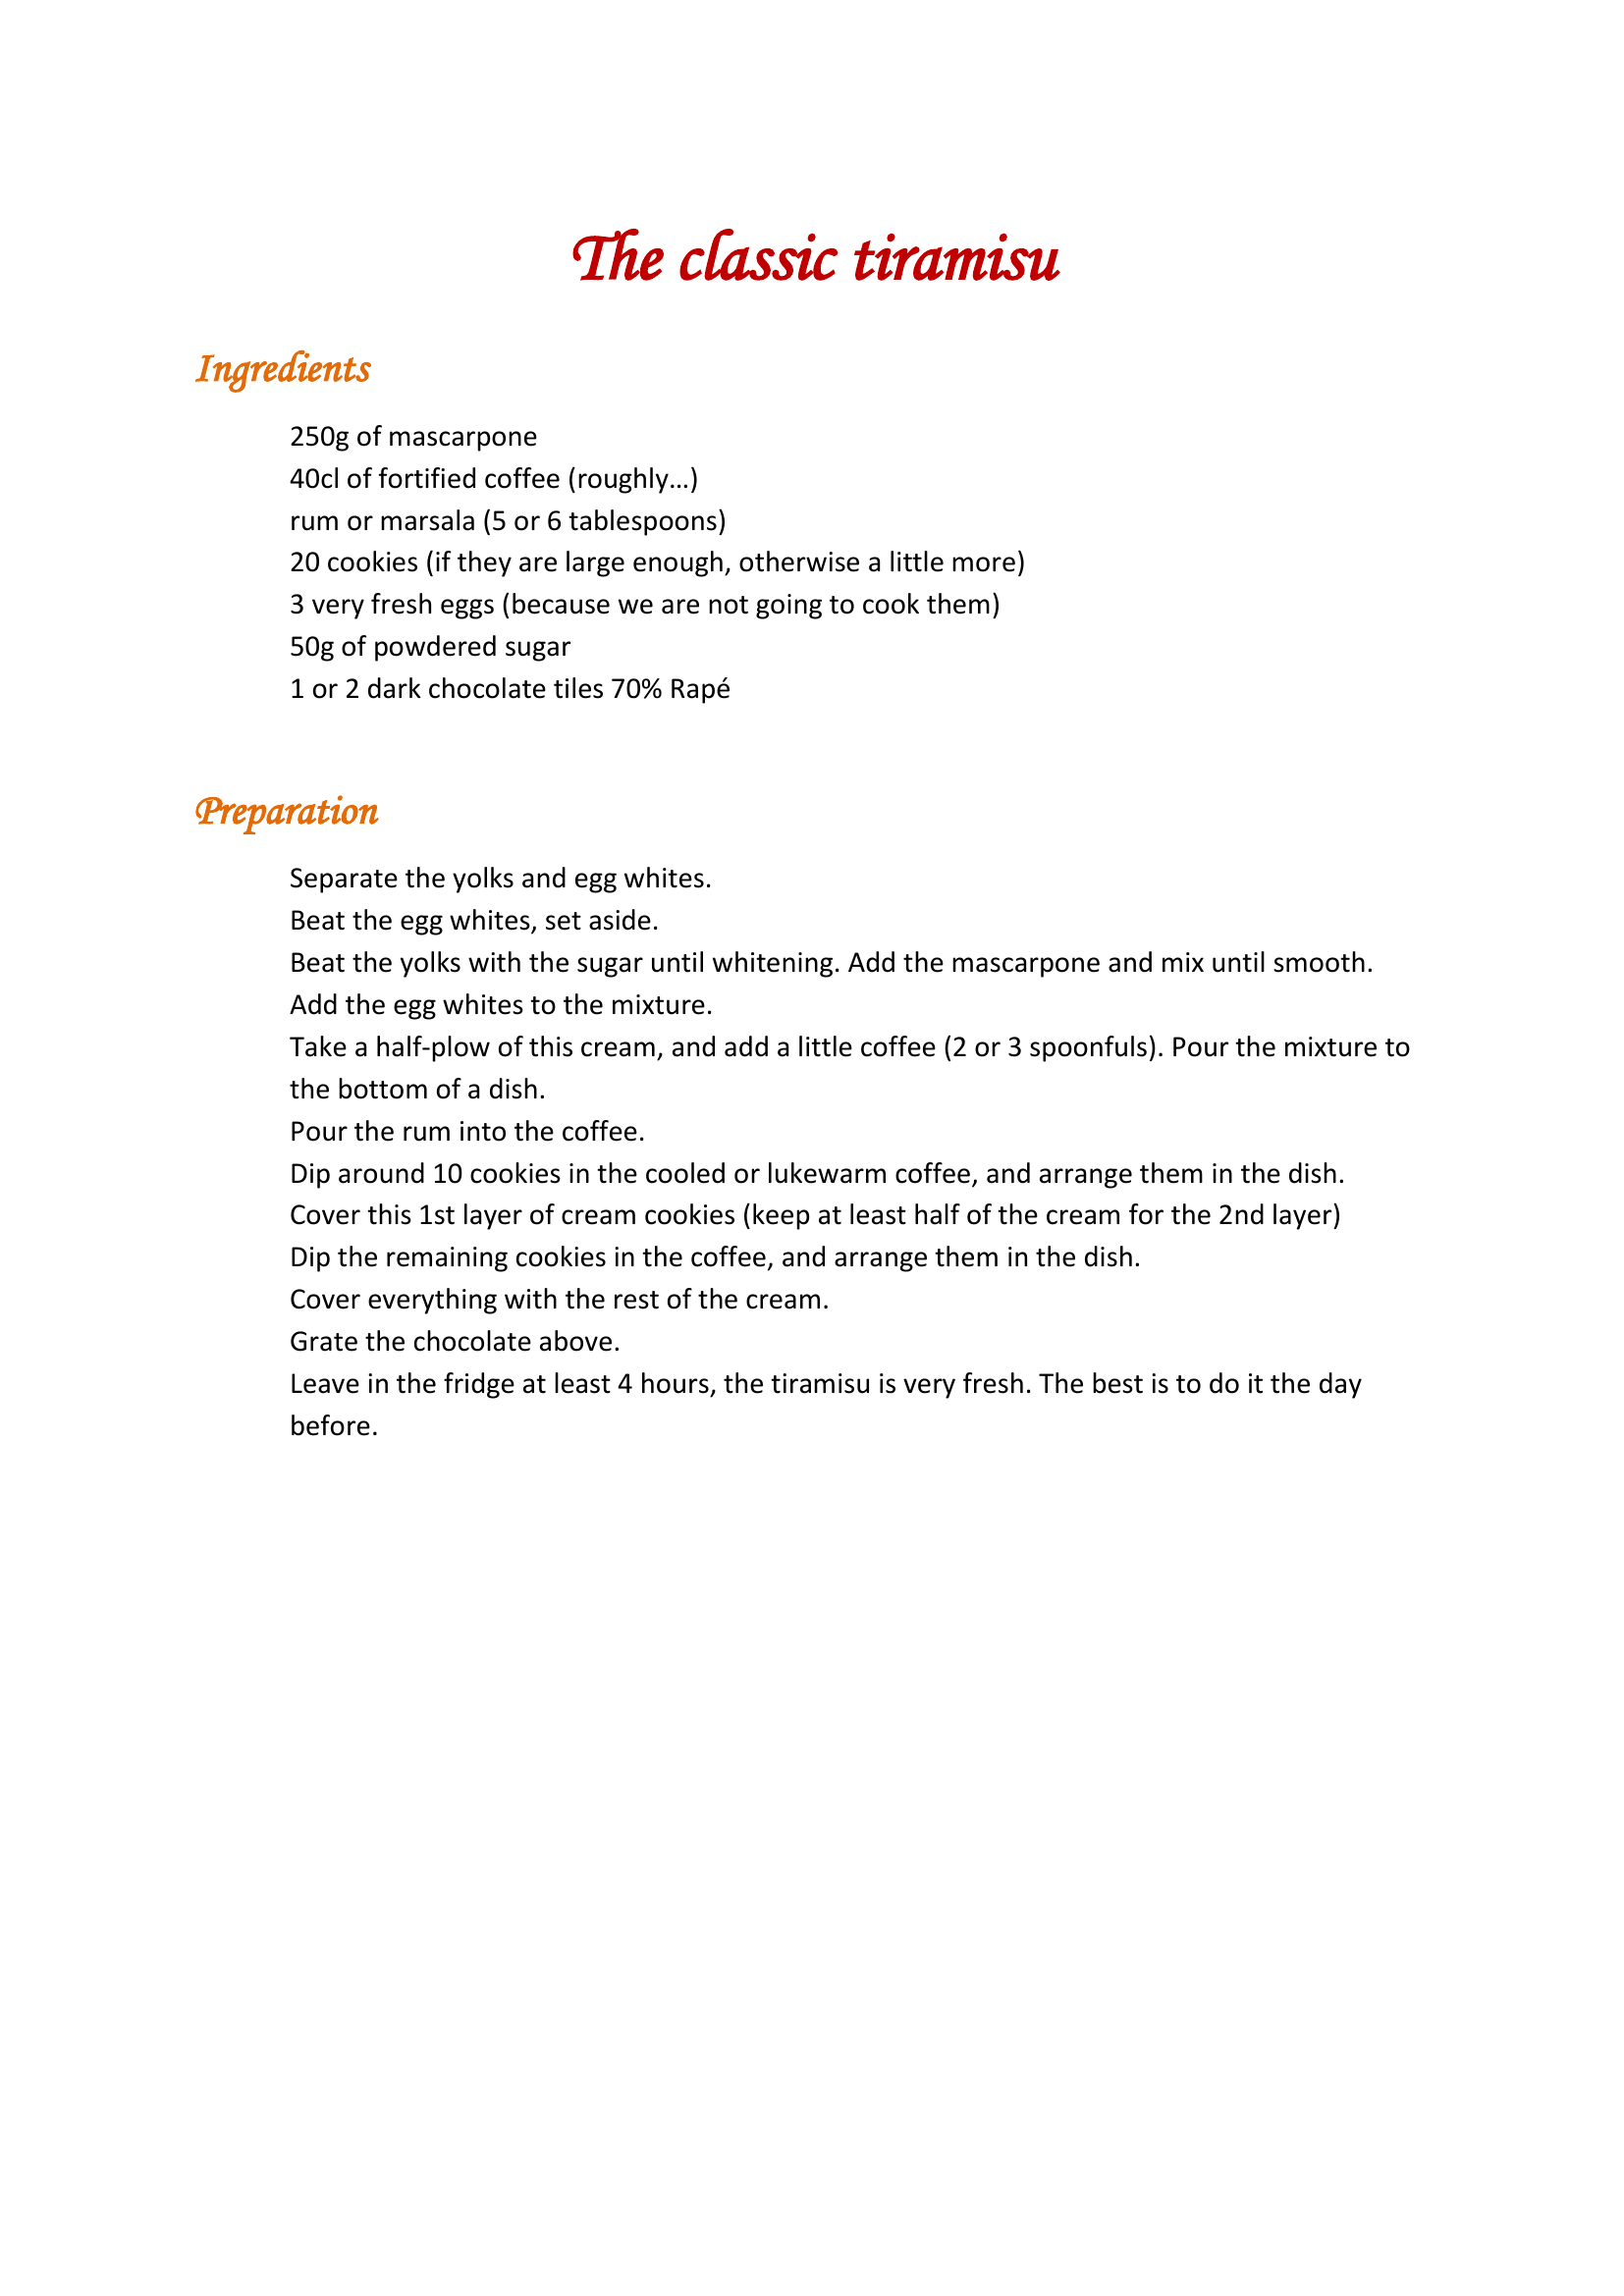 The classic tiramisu
Ingredients
250g of mascarpone
40cl of fortified coffee (roughly...)
rum or marsala (5 or 6 tablespoons)
20 cookies (if they are large enough, otherwise a little more)
3 very fresh eggs (because we are not going to cook them)
50g of powdered sugar
1 or 2 dark chocolate tiles 70% Rapé
Preparation
Separate the yolks and egg whites.
Beat the egg whites, set aside.
Beat the yolks with the sugar until whitening. Add the mascarpone and mix until smooth.
Add the egg whites to the mixture.
Take a half-plow of this cream, and add a little coffee (2 or 3 spoonfuls). Pour the mixture to
the bottom of a dish.
Pour the rum into the coffee.
Dip around 10 cookies in the cooled or lukewarm coffee, and arrange them in the dish.
Cover this 1st layer of cream cookies (keep at least half of the cream for the 2nd layer)
Dip the remaining cookies in the coffee, and arrange them in the dish.
Cover everything with the rest of the cream.
Grate the chocolate above.
Leave in the fridge at least 4 hours, the tiramisu is very fresh. The best is to do it the day
before.